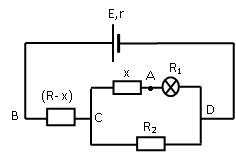 E,r
x A R₁
(R- x)
B C D
R₂